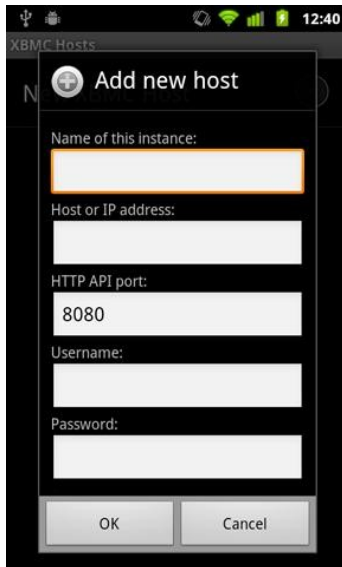 12:40
XBMC Hosts
Add new host
Name of this instance:
Host or IP address:
HTTP API port:
8080
Username:
Password:
OK
Cancel